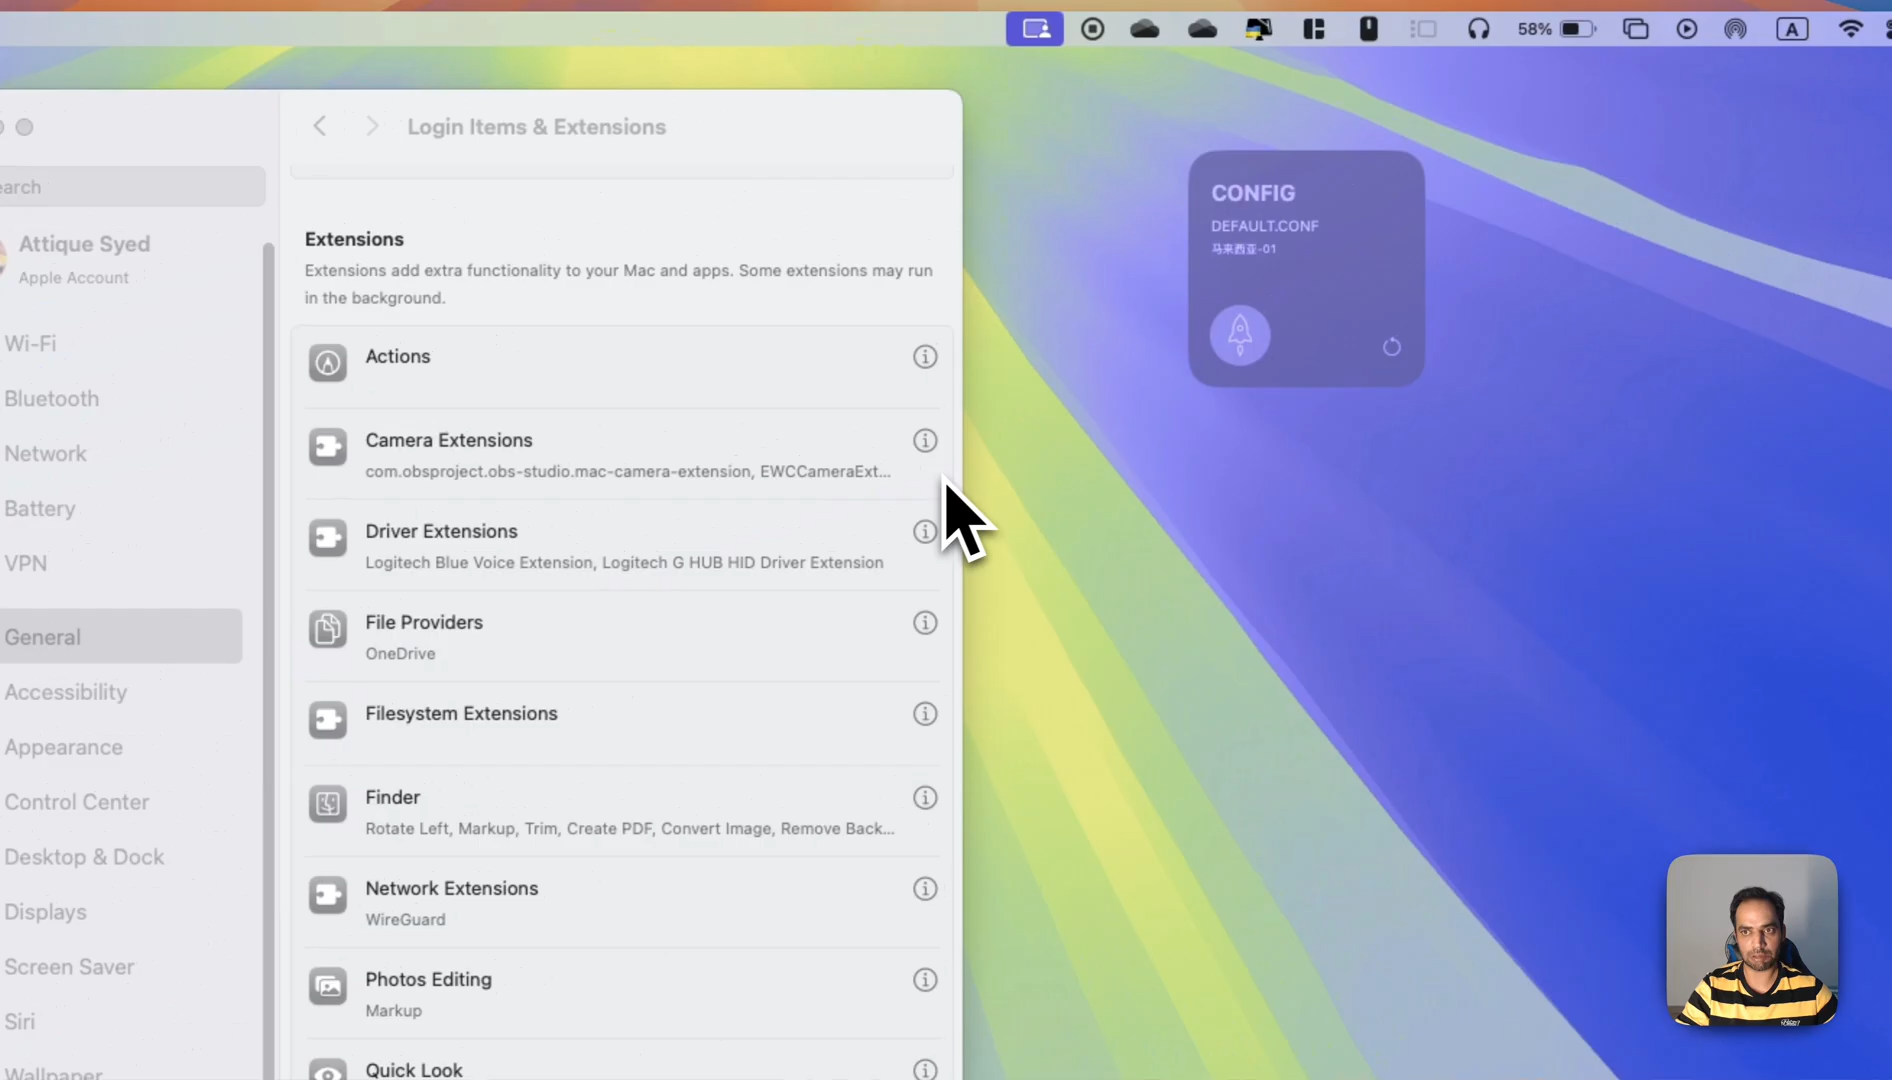 58%
A
Login Items & Extensions
earch
Attique Syed
Apple Account
Wi-Fi
Bluetooth
Network
Battery
VPN
General
Accessibility
Appearance
Control Center
Desktop & Dock
Displays
Screen Saver
Siri
Wallpaper
Extensions
Extensions add extra functionality to your Mac and apps. Some extensions may run
in the background.
Actions
Camera Extensions
com.obsproject.obs-studio.mac-camera-extension, EWCCameraExt...
Driver Extensions
Logitech Blue Voice Extension, Logitech G HUB HID Driver Extension
File Providers
OneDrive
Filesystem Extensions
Finder
Rotate Left, Markup, Trim, Create PDF, Convert Image, Remove Back...
Network Extensions
WireGuard
Photos Editing
Markup
Quick Look
CONFIG
DEFAULT.CONF
马来西亚-01